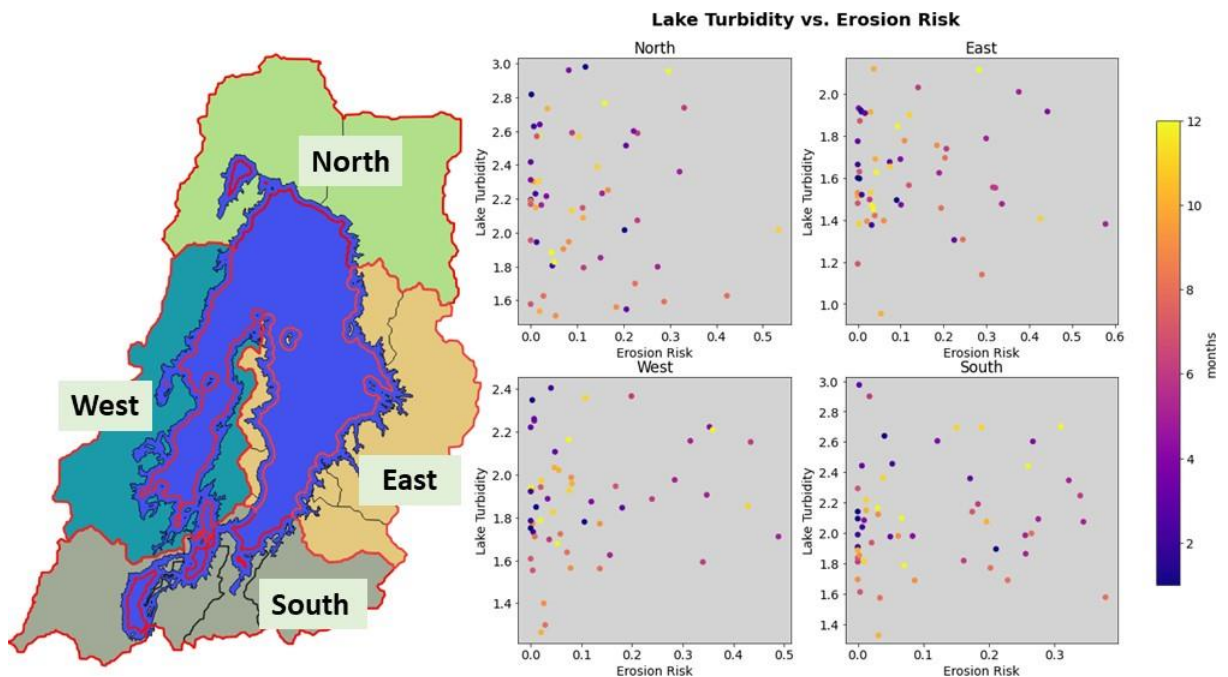 Lake Turbidity vs. Erosion Risk
North
West
East
South
North
3.0
2.8
2.6
2.4
2.2
2.0
1.8
1.6
Lake Turbidity
0.0 0.1 0.2 0.3 0.4 0.5
Erosion Risk
East
2.0
1.8
1.6
1.4
1.2
1.0
Lake Turbidity
0.0 0.1 0.2 0.3 0.4 0.5 0.6
Erosion Risk
West
2.4
2.2
2.0
1.8
1.6
1.4
Lake Turbidity
0.0 0.1 0.2 0.3 0.4 0.5
Erosion Risk
South
3.0
2.8
2.6
2.4
2.2
2.0
1.8
1.6
1.4
Lake Turbidity
0.0 0.1 0.2 0.3
Erosion Risk
12
10
8
6
4
2
months